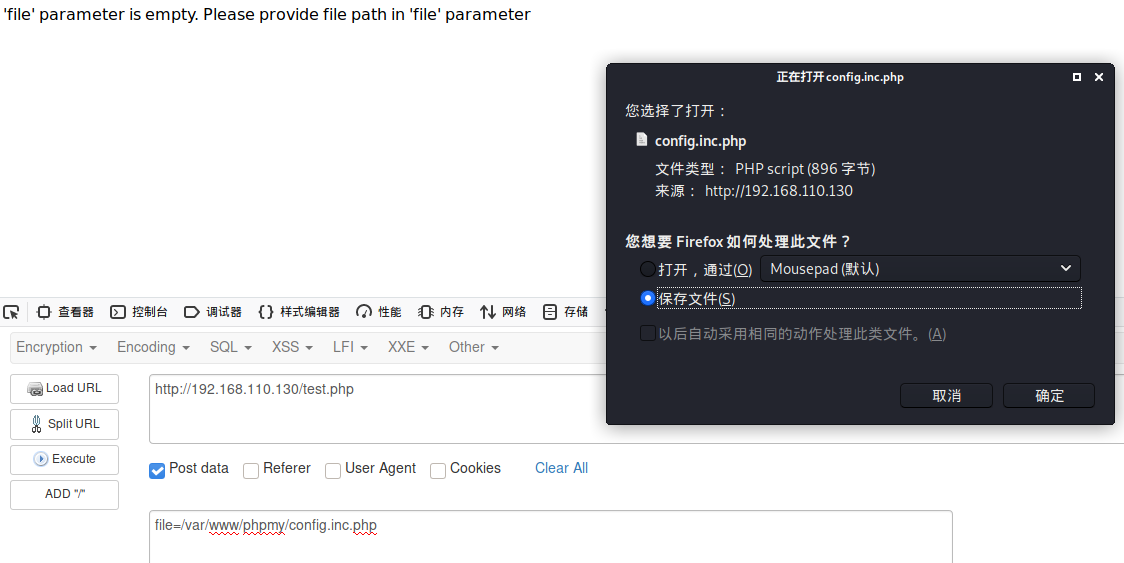 'file' parameter is empty. Please provide file path in 'file' parameter
正在打开 config.inc.php
您选择了打开：
config.inc.php
文件类型： PHP script (896 字节)
来源： http://192.168.110.130
您想要 Firefox 如何处理此文件？
打开，通过(O) Mousepad (默认)
保存文件(S)
以后自动采用相同的动作处理此类文件。(A)
取消 确定
查看器 控制台 调试器 样式编辑器 性能 内存 网络 存储
Encryption Encoding SQL XSS LFI XXE Other
Load URL
http://192.168.110.130/test.php
Split URL
Execute
Post data Referer User Agent Cookies Clear All
ADD "/"
file=/var/www/phpmy/config.inc.php